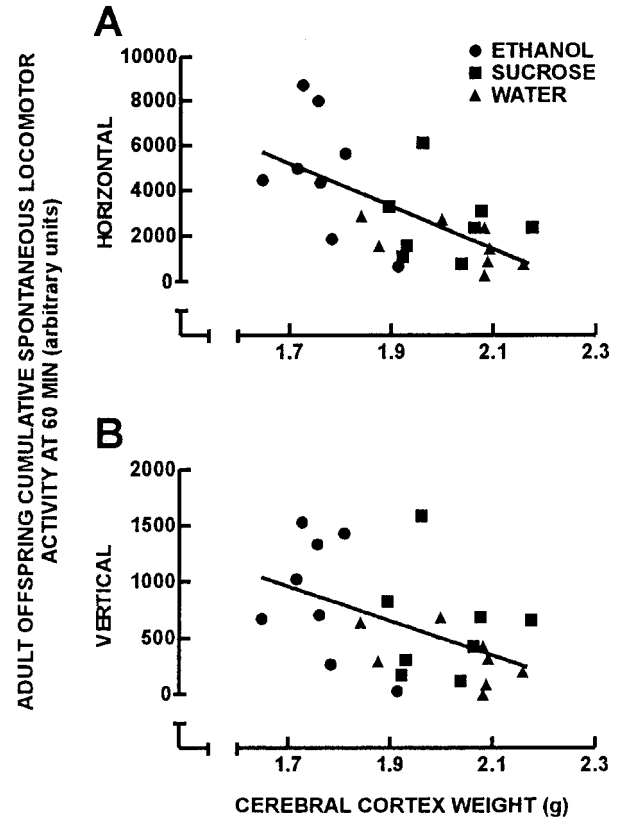 A
ADULT OFFSPRING CUMULATIVE SPONTANEOUS LOCOMOTOR
ACTIVITY AT 60 MIN (arbitrary units)
HORIZONTAL
10000
8000
6000
4000
2000
0
ETHANOL
SUCROSE
WATER
1.7 1.9 2.1 2.3
B
VERTICAL
2000
1500
1000
500
0
1.7 1.9 2.1 2.3
CEREBRAL CORTEX WEIGHT (g)